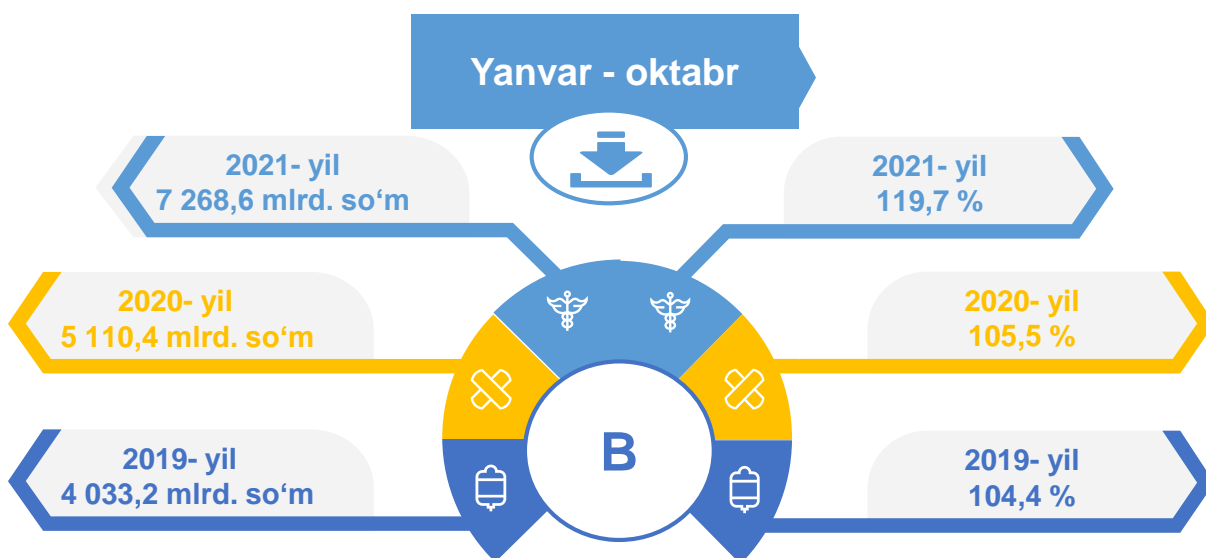 Yanvar - oktabr
2021- yil
7 268,6 mlrd. so‘m
2021- yil
119,7 %
2020- yil
5 110,4 mlrd. so‘m
2020- yil
105,5 %
B
2019- yil
4 033,2 mlrd. so‘m
2019- yil
104,4 %